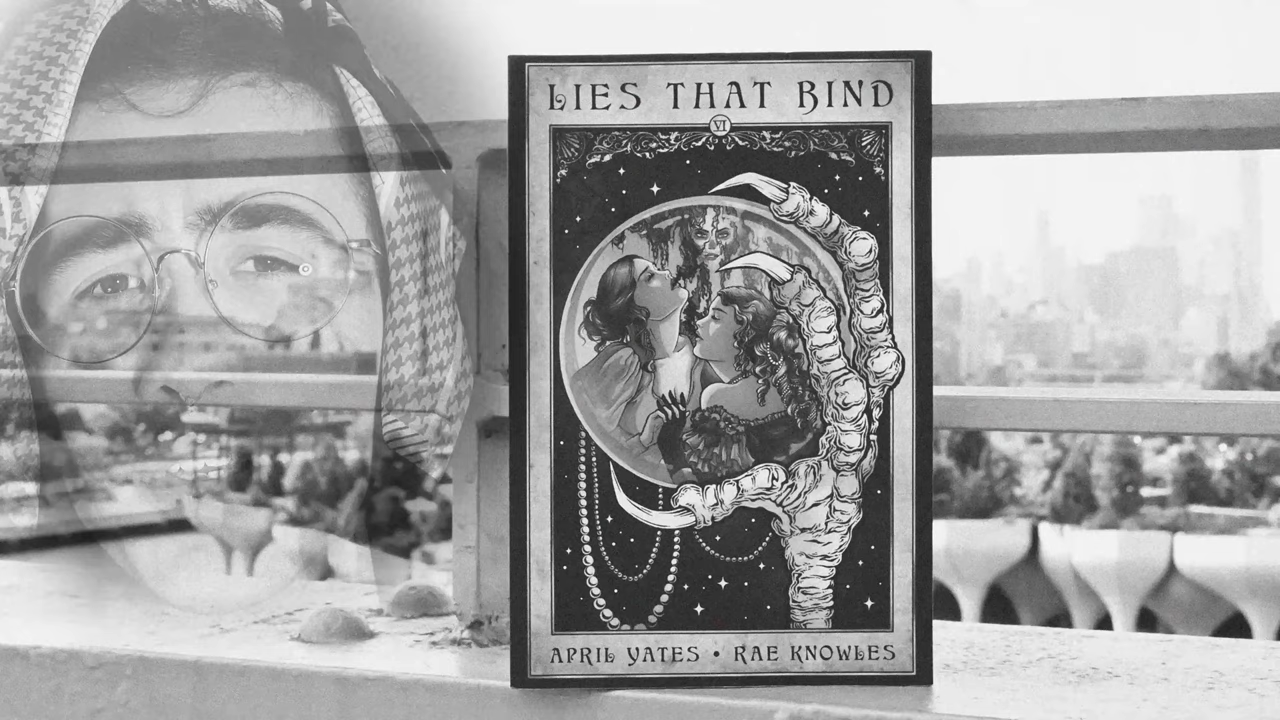 LIES THAT BIND
VI
APRIL YATES • RAE KNOWLES